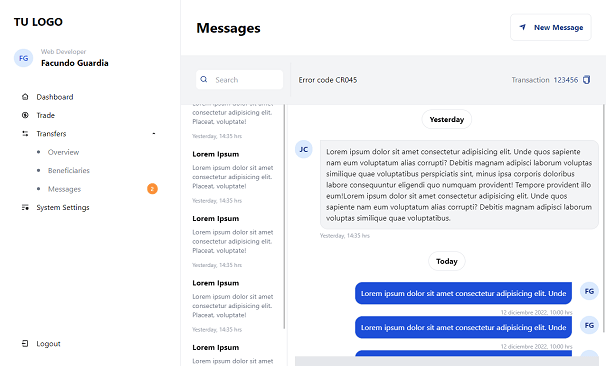 TU LOGO
FG
Web Developer
Facundo Guardia
Dashboard
Trade
Transfers
Overview
Beneficiaries
Messages
2
System Settings
Logout
Messages
New Message
Search
Error code CR045
Transaction 123456
Lorem ipsum dolor sit amet
consectetur adipisicing elit.
Placeat, voluptate!
Yesterday, 14:35 hrs
Lorem Ipsum
Lorem ipsum dolor sit amet
consectetur adipisicing elit.
Placeat, voluptate!
Yesterday, 14:35 hrs
Lorem Ipsum
Lorem ipsum dolor sit amet
consectetur adipisicing elit.
Placeat, voluptate!
Yesterday, 14:35 hrs
Lorem Ipsum
Lorem ipsum dolor sit amet
consectetur adipisicing elit.
Placeat, voluptate!
Yesterday, 14:35 hrs
Lorem Ipsum
Lorem ipsum dolor sit amet
Yesterday
JC
Lorem ipsum dolor sit amet consectetur adipisicing elit. Unde quos sapiente
nam eum voluptatum alias corrupti? Debitis magnam adipisci laborum voluptas
similique quae voluptatibus perspiciatis sint, minus ipsa corporis doloribus
labore consequuntur eligendi quo numquam provident! Tempore provident illo
eum!Lorem ipsum dolor sit amet consectetur adipisicing elit. Unde quos
sapiente nam eum voluptatum alias corrupti? Debitis magnam adipisci laborum
voluptas similique quae voluptatibus.
Yesterday, 14:35 hrs
Today
Lorem ipsum dolor sit amet consectetur adipisicing elit. Unde
FG
12 diciembre 2022, 10:00 hrs
Lorem ipsum dolor sit amet consectetur adipisicing elit. Unde
FG
12 diciembre 2022, 10:00 hrs
FG